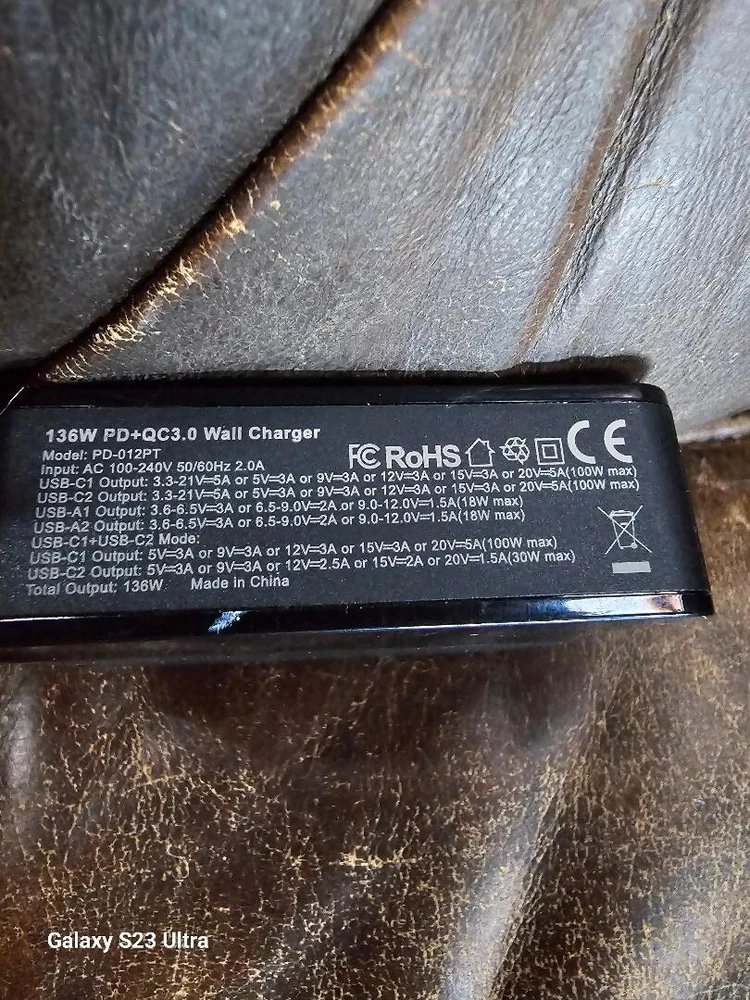 136W PD+QC3.0 Wall Charger
Model: PD-012PT
Input: AC 100-240V 50/60Hz 2.0A
FC RoHS CE
USB-C1 Output: 3.3-21V⎓5A or 5V⎓3A or 9V⎓3A or 12V⎓3A or 15V⎓3A or 20V⎓5A(100W max)
USB-C2 Output: 3.3-21V⎓5A or 5V⎓3A or 9V⎓3A or 12V⎓3A or 15V⎓3A or 20V⎓5A(100W max)
USB-A1 Output: 3.6-6.5V⎓3A or 6.5-9.0V⎓2A or 9.0-12.0V⎓1.5A(18W max)
USB-A2 Output: 3.6-6.5V⎓3A or 6.5-9.0V⎓2A or 9.0-12.0V⎓1.5A(18W max)
USB-C1+USB-C2 Mode:
USB-C1 Output: 5V⎓3A or 9V⎓3A or 12V⎓3A or 15V⎓3A or 20V⎓5A(100W max)
USB-C2 Output: 5V⎓3A or 9V⎓3A or 12V⎓2.5A or 15V⎓2A or 20V⎓1.5A(30W max)
Total Output: 136W Made in China
Galaxy S23 Ultra